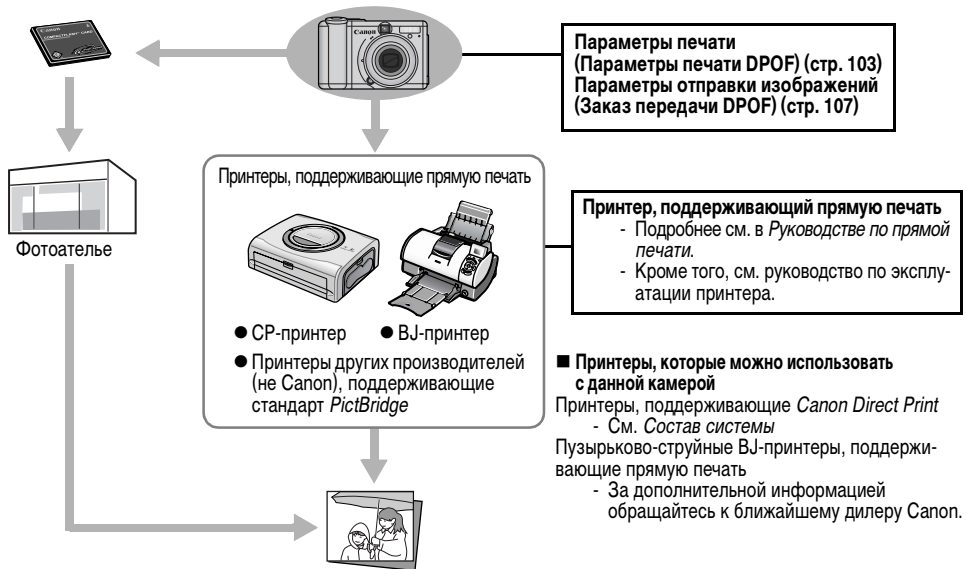 Canon
COMPACTFLASH CARD
Canon
Параметры печати
(Параметры печати DPOF) (стр. 103)
Параметры отправки изображений
(Заказ передачи DPOF) (стр. 107)
Фотоателье
Принтеры, поддерживающие прямую печать
● CP-принтер ● BJ-принтер
● Принтеры других производителей
(не Canon), поддерживающие
стандарт PictBridge
Принтер, поддерживающий прямую печать
- Подробнее см. в Руководстве по прямой
печати.
- Кроме того, см. руководство по эксплу-
атации принтера.
■ Принтеры, которые можно использовать
с данной камерой
Принтеры, поддерживающие Canon Direct Print
- См. Состав системы
Пузырьково-струйные BJ-принтеры, поддержи-
вающие прямую печать
- За дополнительной информацией
обращайтесь к ближайшему дилеру Canon.